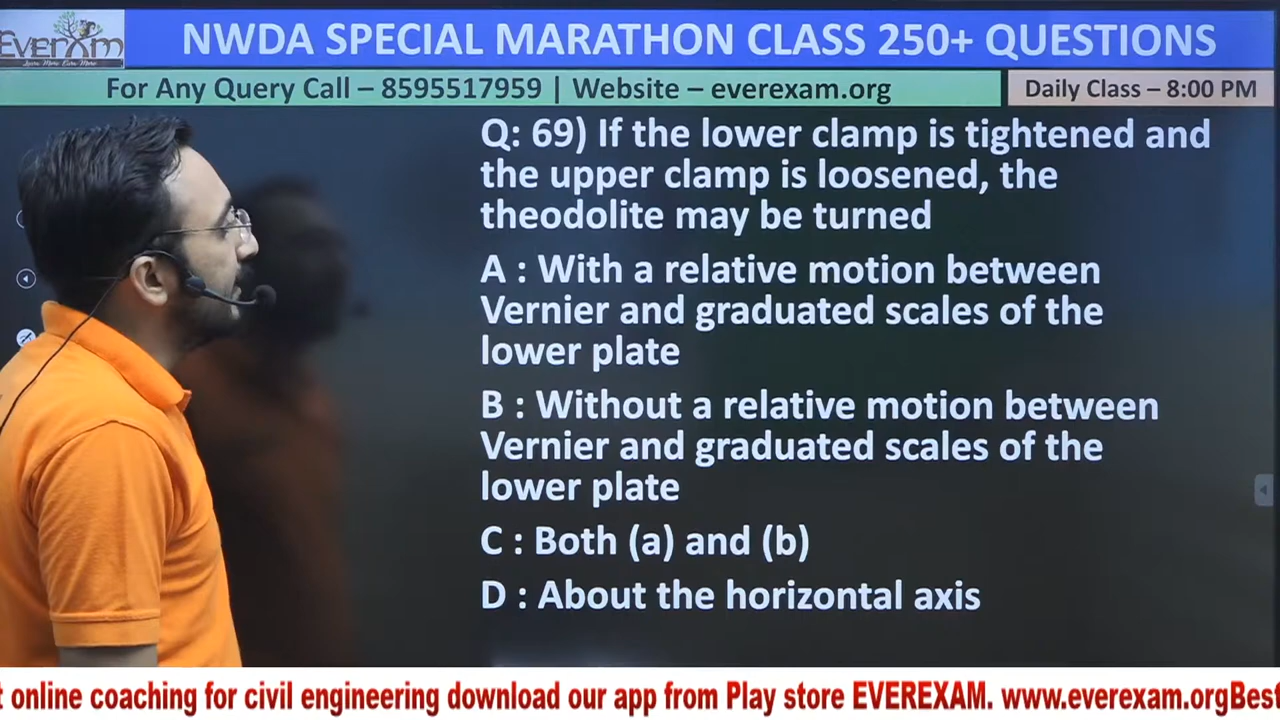 EVEREXAM
Learn More Earn More
NWDA SPECIAL MARATHON CLASS 250+ QUESTIONS
For Any Query Call – 8595517959 | Website – everexam.org
Daily Class – 8:00 PM
Q: 69) If the lower clamp is tightened and
the upper clamp is loosened, the
theodolite may be turned
A : With a relative motion between
Vernier and graduated scales of the
lower plate
B : Without a relative motion between
Vernier and graduated scales of the
lower plate
C : Both (a) and (b)
D : About the horizontal axis
t online coaching for civil engineering download our app from Play store EVEREXAM. www.everexam.orgBest